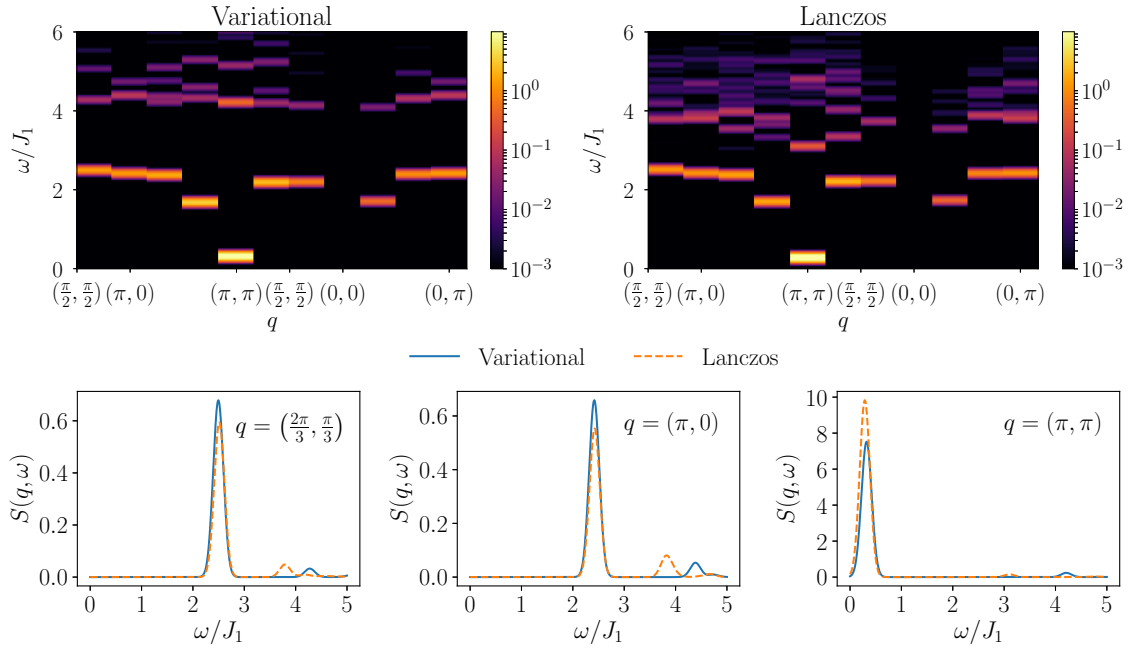 Variational
Lanczos
6
4
2
0
ω/J₁
(π/2, π/2) (π, 0) (π, π) (π/2, π/2) (0, 0) (0, π)
q
10⁰
10⁻¹
10⁻²
10⁻³
6
4
2
0
ω/J₁
(π/2, π/2) (π, 0) (π, π) (π/2, π/2) (0, 0) (0, π)
q
10⁰
10⁻¹
10⁻²
10⁻³
Variational Lanczos
0.6
0.4
0.2
0.0
S(q, ω)
q = (2π/3, π/3)
0 1 2 3 4 5
ω/J₁
0.6
0.4
0.2
0.0
S(q, ω)
q = (π, 0)
0 1 2 3 4 5
ω/J₁
10
8
6
4
2
0
S(q, ω)
q = (π, π)
0 1 2 3 4 5
ω/J₁